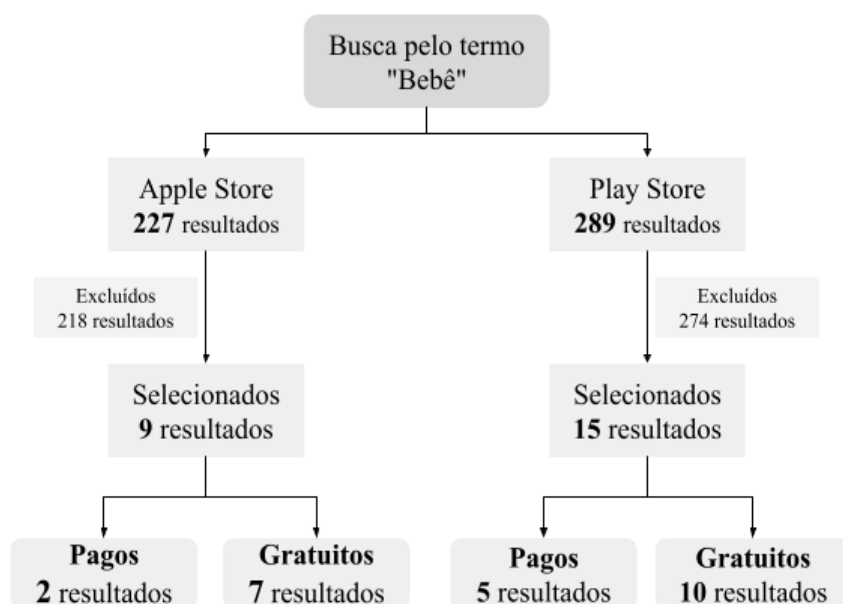 Busca pelo termo
"Bebê"
Apple Store
227 resultados
Play Store
289 resultados
Excluídos
218 resultados
Excluídos
274 resultados
Selecionados
9 resultados
Selecionados
15 resultados
Pagos
2 resultados
Gratuitos
7 resultados
Pagos
5 resultados
Gratuitos
10 resultados